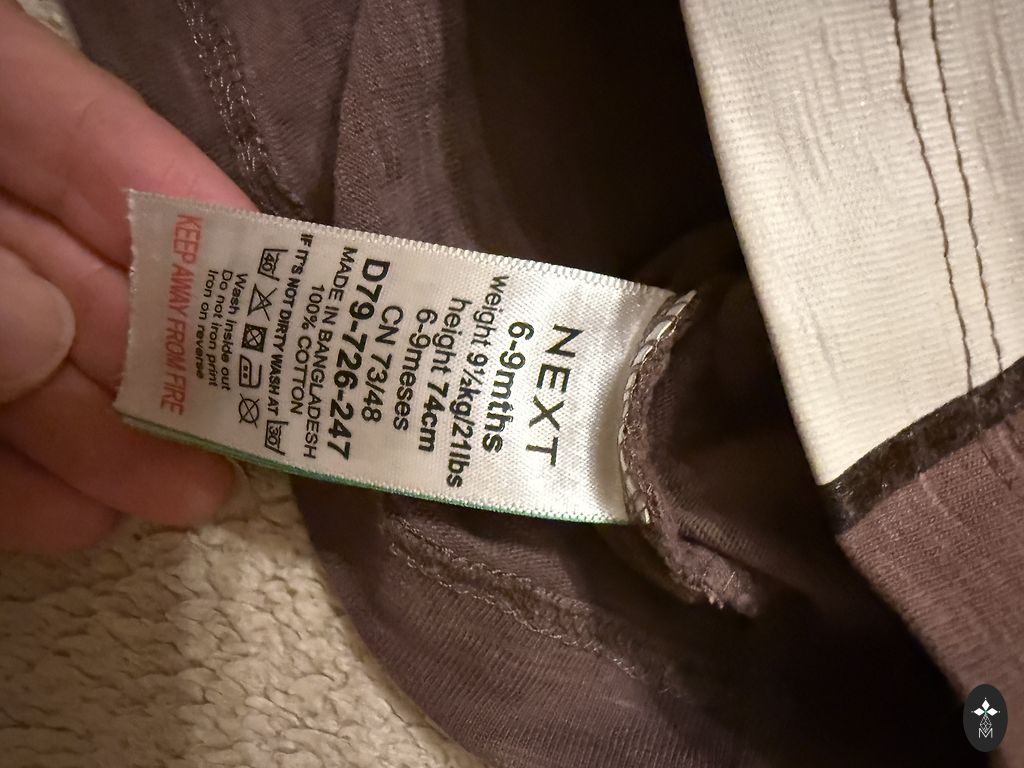 NEXT
6-9mths
weight 9½kg/21lbs
height 74cm
6-9meses
CN 73/48
D79-726-247
MADE IN BANGLADESH
100% COTTON
IF IT'S NOT DIRTY WASH AT 30°
40°
Wash inside out
Do not iron print
Iron on reverse
KEEP AWAY FROM FIRE
M